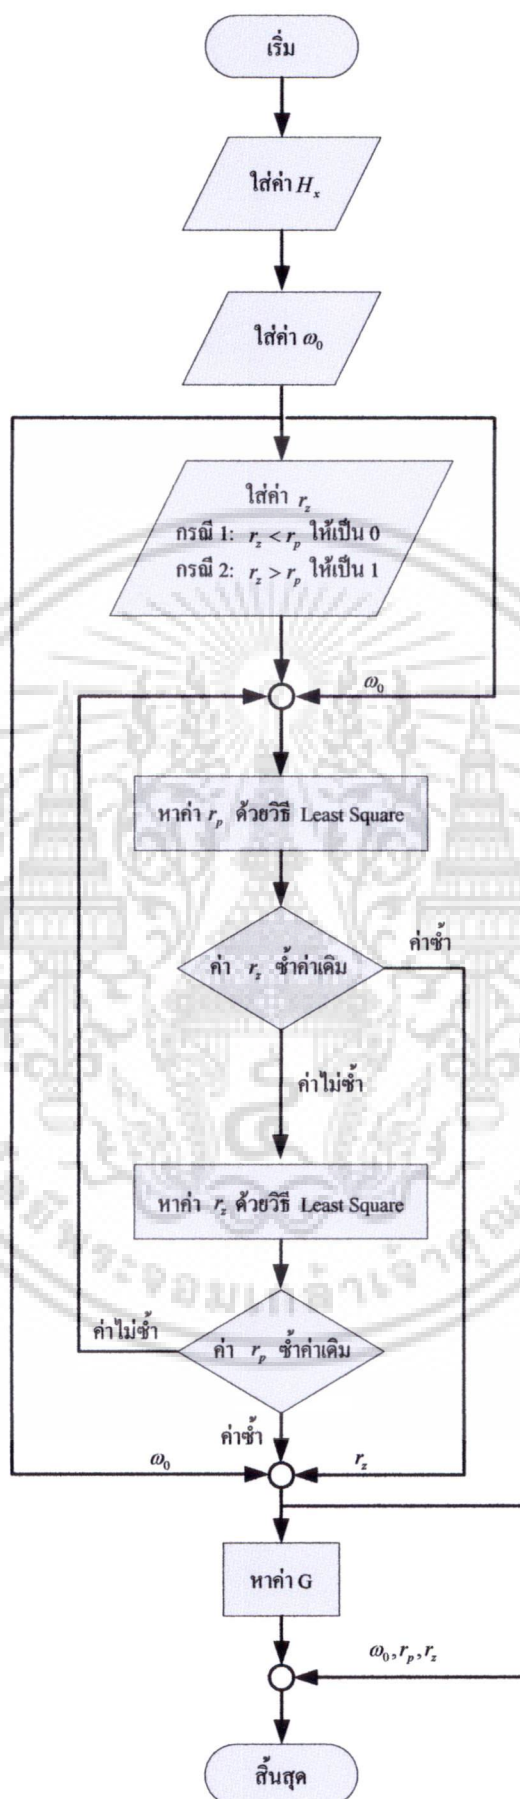 เริ่ม
ใส่ค่า Hₓ
ใส่ค่า ω₀
ใส่ค่า r_z
กรณี 1: r_z < r_p ให้เป็น 0
กรณี 2: r_z > r_p ให้เป็น 1
ω₀
หาค่า r_p ด้วยวิธี Least Square
ค่า r_z ซ้ำค่าเดิม
ค่าซ้ำ
ค่าไม่ซ้ำ
หาค่า r_z ด้วยวิธี Least Square
ค่าไม่ซ้ำ
ค่า r_p ซ้ำค่าเดิม
ค่าซ้ำ
ω₀
r_z
หาค่า G
ω₀, r_p, r_z
สิ้นสุด